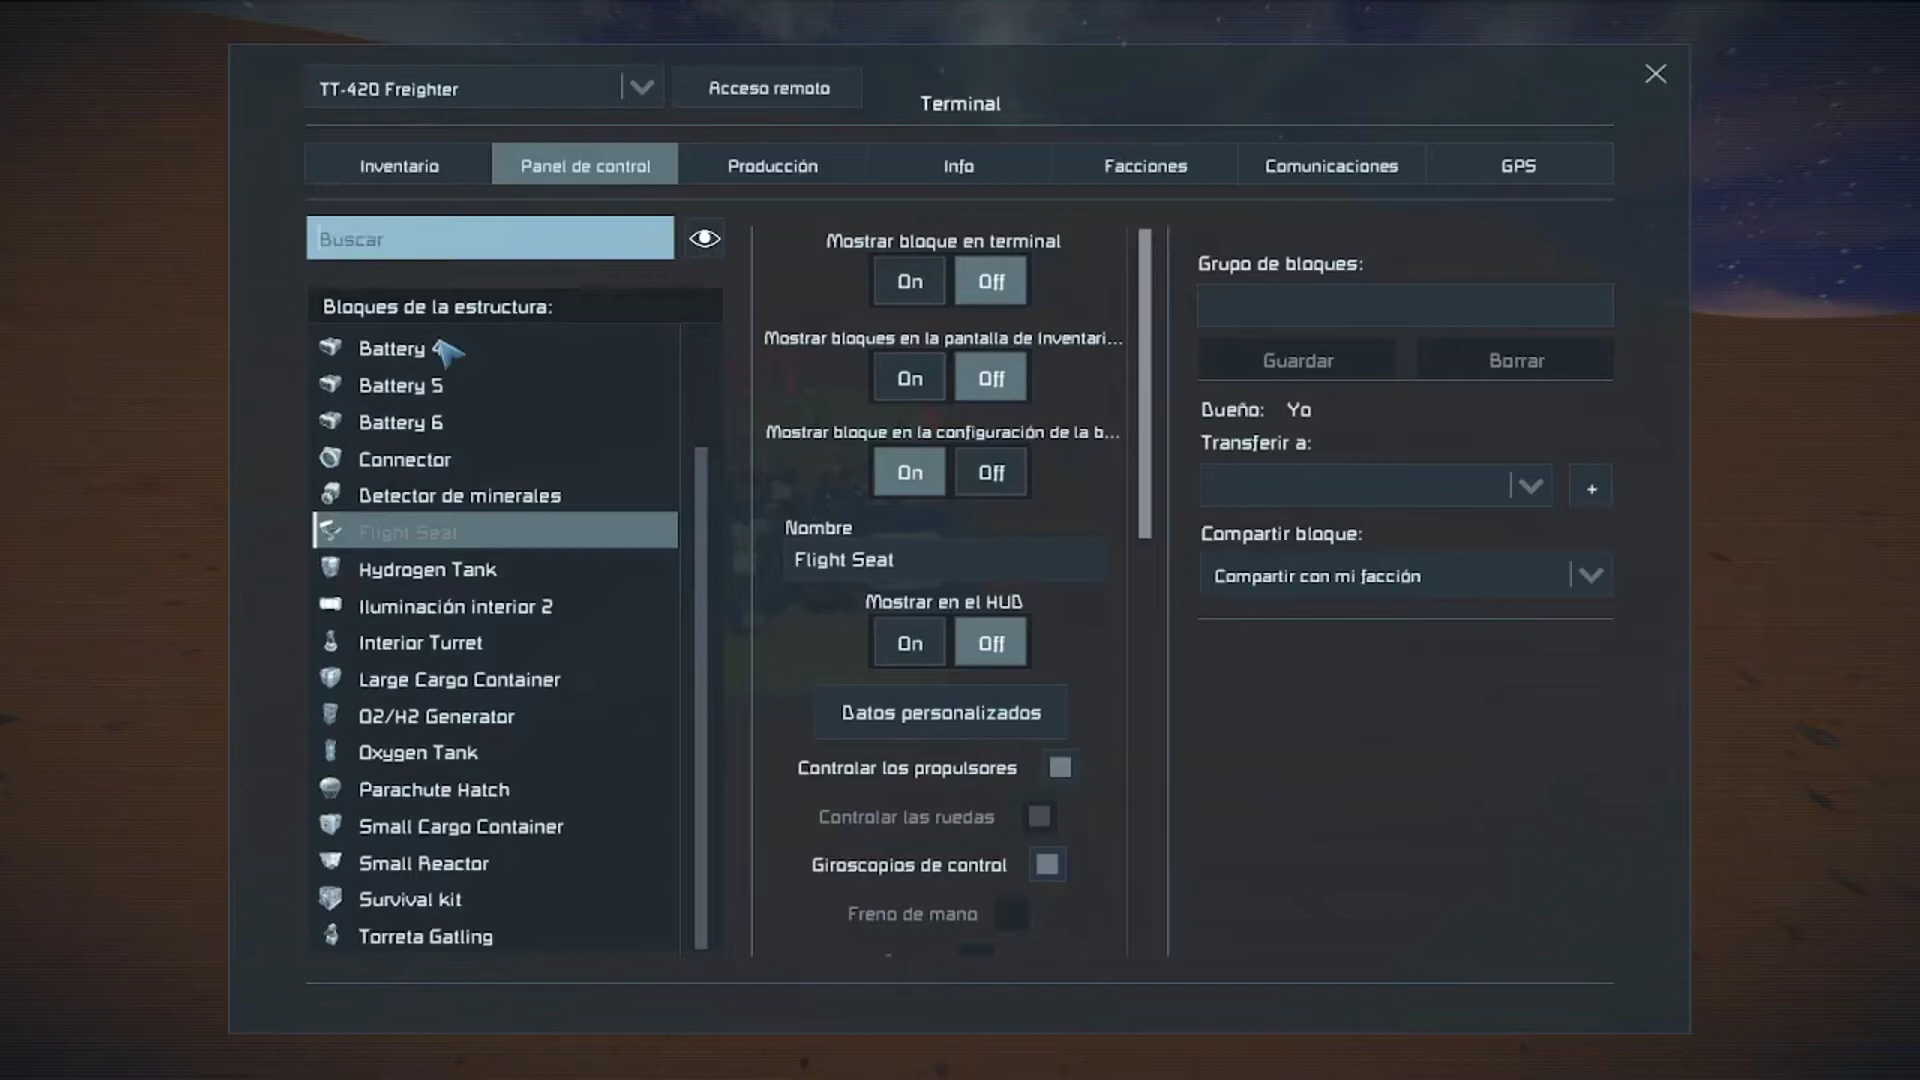 TT-420 Freighter
Acceso remoto
Terminal
Inventario
Panel de control
Producción
Info
Facciones
Comunicaciones
GPS
Buscar
Bloques de la estructura:
Battery 4
Battery 5
Battery 6
Connector
Detector de minerales
Flight Seat
Hydrogen Tank
Iluminación interior 2
Interior Turret
Large Cargo Container
O2/H2 Generator
Oxygen Tank
Parachute Hatch
Small Cargo Container
Small Reactor
Survival kit
Torreta Gatling
Mostrar bloque en terminal
On Off
Mostrar bloques en la pantalla de Inventari...
On Off
Mostrar bloque en la configuración de la b...
On Off
Nombre
Flight Seat
Mostrar en el HUD
On Off
Datos personalizados
Controlar los propulsores
Controlar las ruedas
Giroscopios de control
Freno de mano
Grupo de bloques:
Guardar
Borrar
Dueño: Yo
Transferir a:
+
Compartir bloque:
Compartir con mi facción